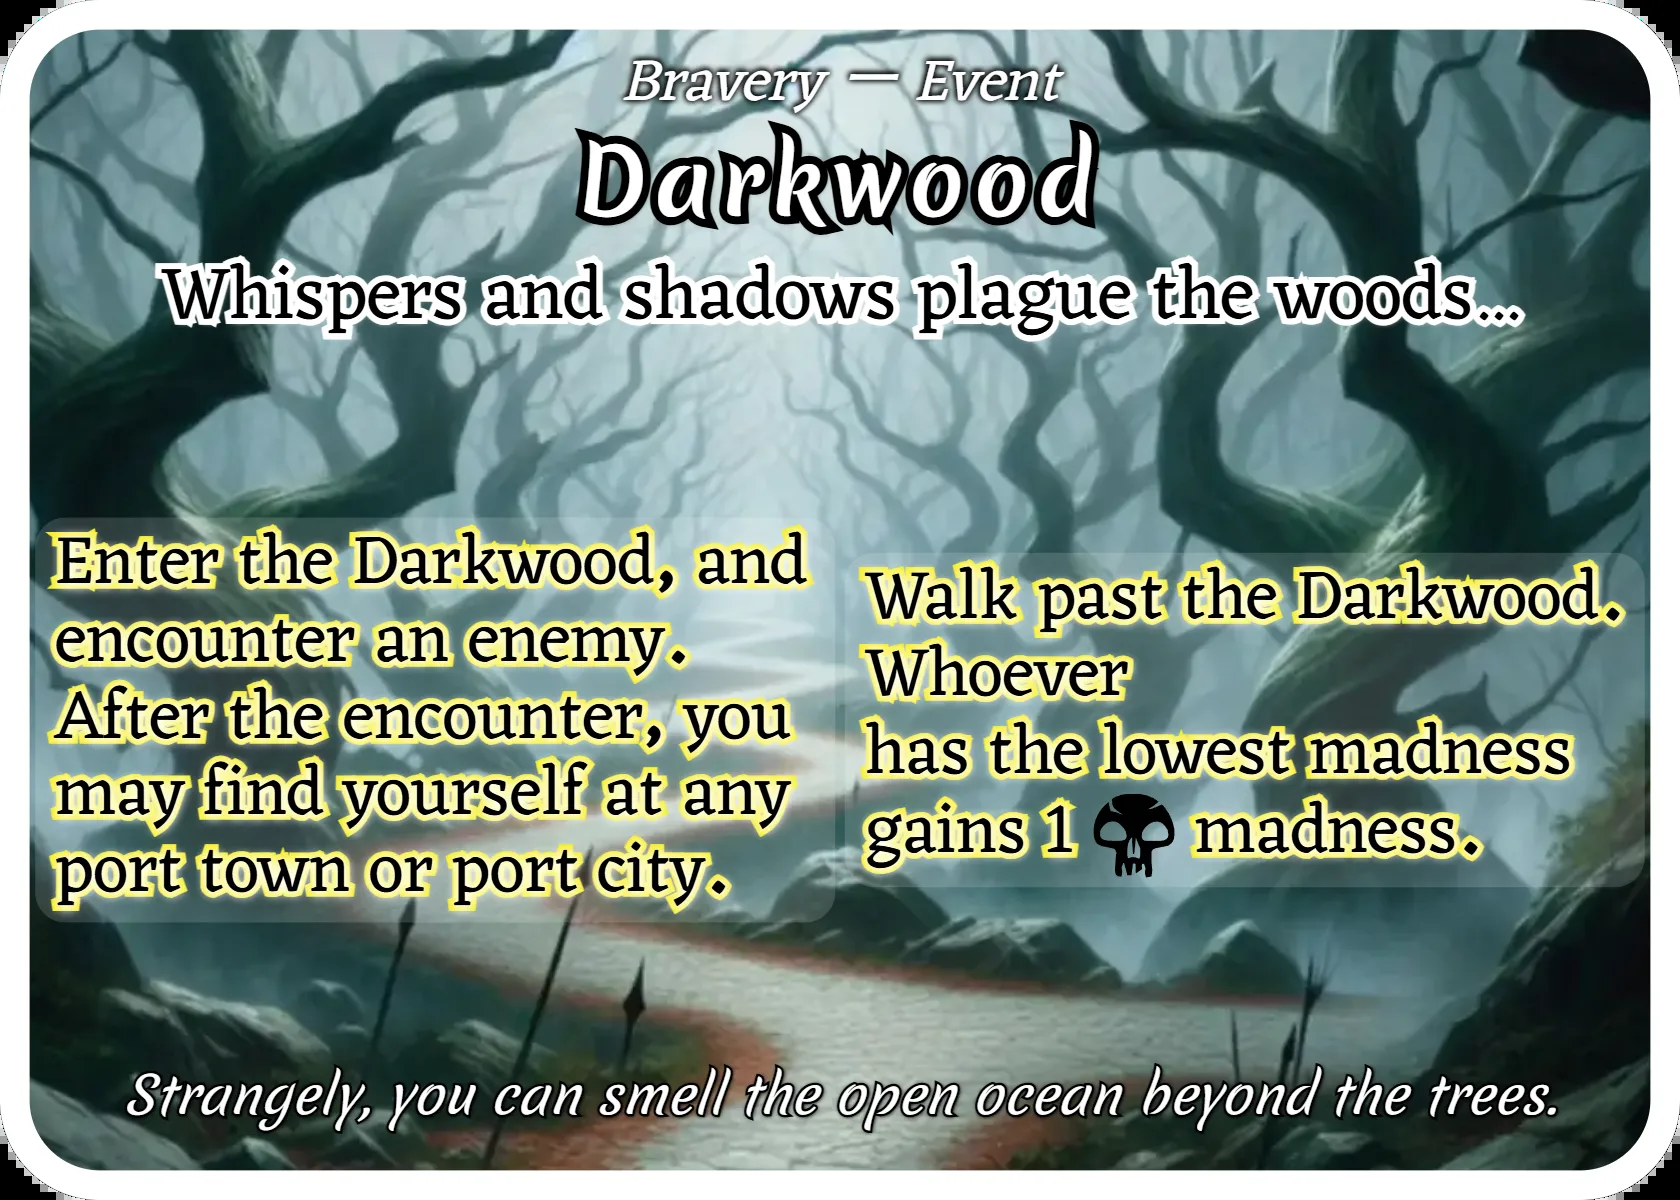 Bravery — Event
Darkwood
Whispers and shadows plague the woods...
Enter the Darkwood, and
encounter an enemy.
After the encounter, you
may find yourself at any
port town or port city.
Walk past the Darkwood.
Whoever
has the lowest madness
gains 1 madness.
Strangely, you can smell the open ocean beyond the trees.